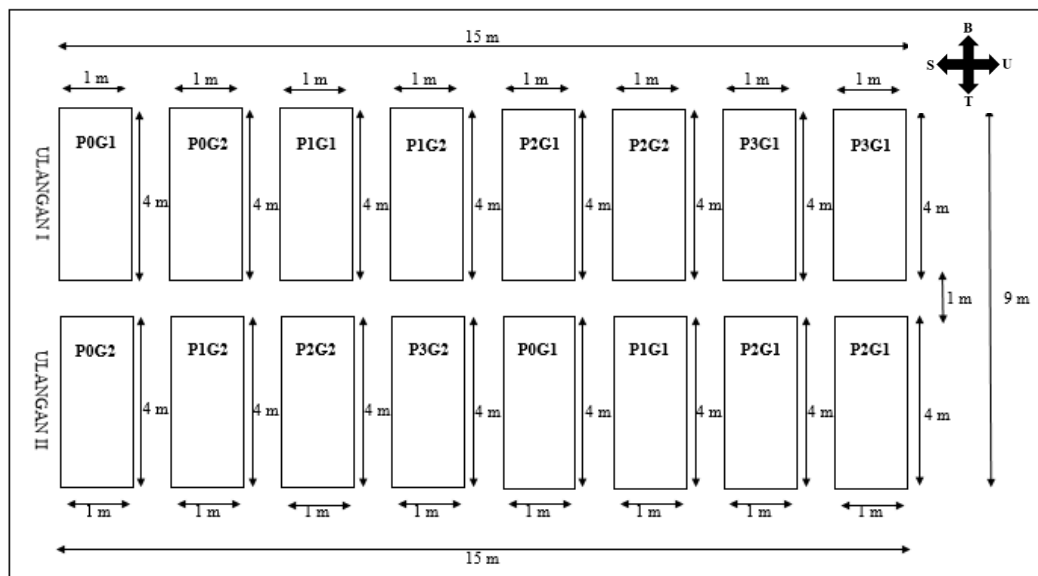 15 m
B
S U
T
1 m 1 m 1 m 1 m 1 m 1 m 1 m 1 m
ULANGAN I
P0G1 P0G2 P1G1 P1G2 P2G1 P2G2 P3G1 P3G1
4 m 4 m 4 m 4 m 4 m 4 m 4 m 4 m
1 m 9 m
ULANGAN II
P0G2 P1G2 P2G2 P3G2 P0G1 P1G1 P2G1 P2G1
4 m 4 m 4 m 4 m 4 m 4 m 4 m 4 m
1 m 1 m 1 m 1 m 1 m 1 m 1 m 1 m
15 m